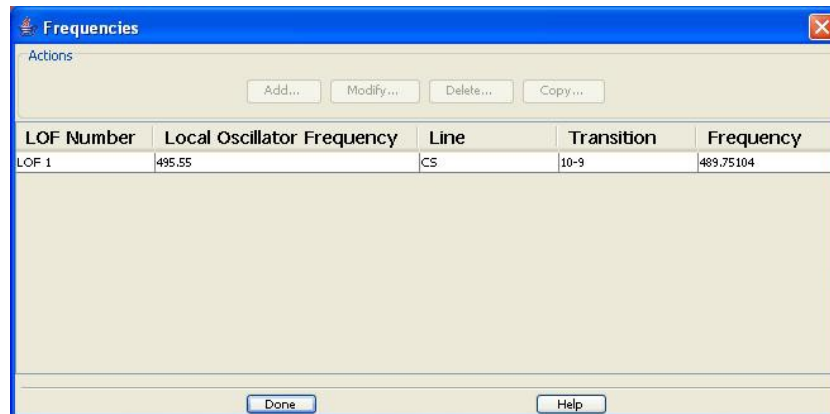 Frequencies
Actions
Add... Modify... Delete... Copy...
LOF Number Local Oscillator Frequency Line Transition Frequency
LOF 1 495.55 CS 10-9 489.75104
Done Help